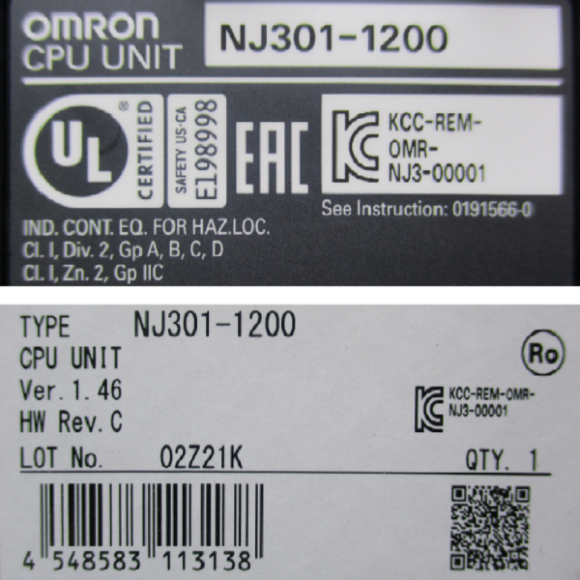 OMRON NJ301-1200
CPU UNIT
UL ® CERTIFIED SAFETY US·CA E198998 EAC KCC-REM-
OMR-
NJ3-00001
See Instruction: 0191566-0
IND. CONT. EQ. FOR HAZ.LOC.
Cl. I, Div. 2, Gp A, B, C, D
Cl. I, Zn. 2, Gp IIC
TYPE NJ301-1200
CPU UNIT Ro
Ver. 1. 46
HW Rev. C
KCC-REM-OMR-
NJ3-00001
LOT No. 02Z21K QTY. 1
4 548583 113138